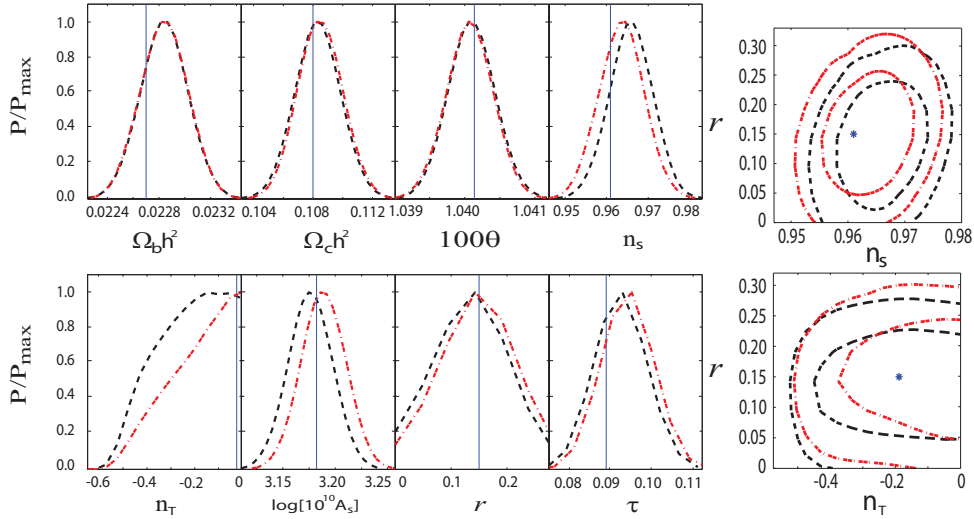 P/P_max
1.0
0.8
0.6
0.4
0.2
0.0
0.0224 0.0228 0.0232
0.104 0.108 0.112
1.039 1.040 1.041
0.95 0.96 0.97 0.98
Ω_b h²
Ω_c h²
100θ
n_s
r
0.30
0.25
0.20
0.15
0.10
0.05
0
0.95 0.96 0.97 0.98
n_s
P/P_max
1.0
0.8
0.6
0.4
0.2
0.0
-0.6 -0.4 -0.2 0
3.15 3.20 3.25
0 0.1 0.2
0.08 0.09 0.10 0.11
n_T
log[10¹⁰A_s]
r
τ
r
0.30
0.25
0.20
0.15
0.10
0.05
0.0
-0.4 -0.2 0
n_T